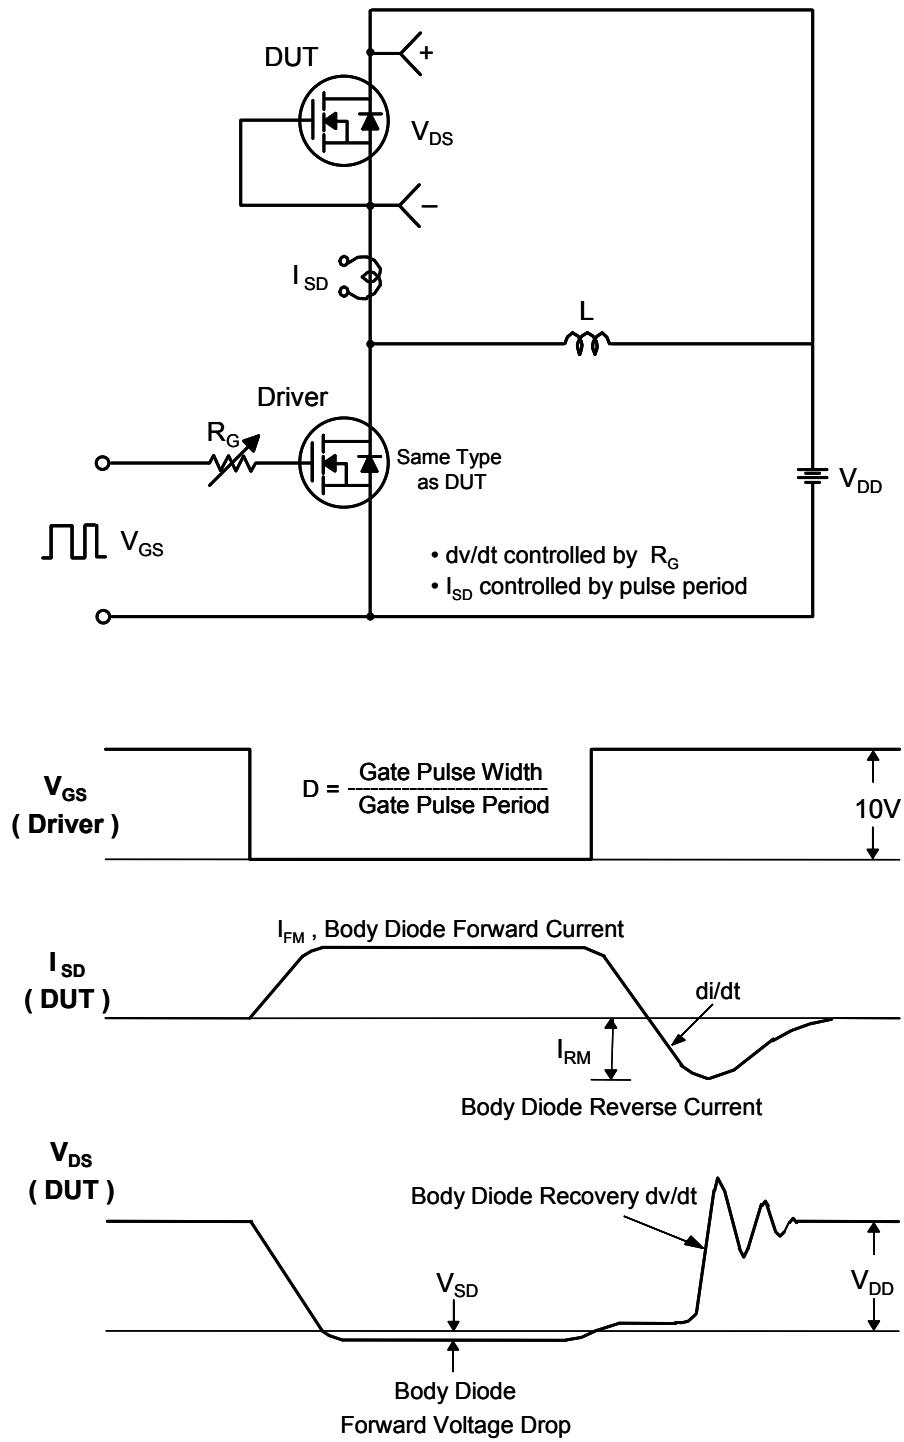 DUT
+
V_DS
−
I_SD
L
Driver
R_G
Same Type
as DUT
V_DD
V_GS
• dv/dt controlled by R_G
• I_SD controlled by pulse period
V_GS
( Driver )
D = Gate Pulse Width
Gate Pulse Period
10V
I_FM , Body Diode Forward Current
I_SD
( DUT )
di/dt
I_RM
Body Diode Reverse Current
V_DS
( DUT )
Body Diode Recovery dv/dt
V_SD
V_DD
Body Diode
Forward Voltage Drop